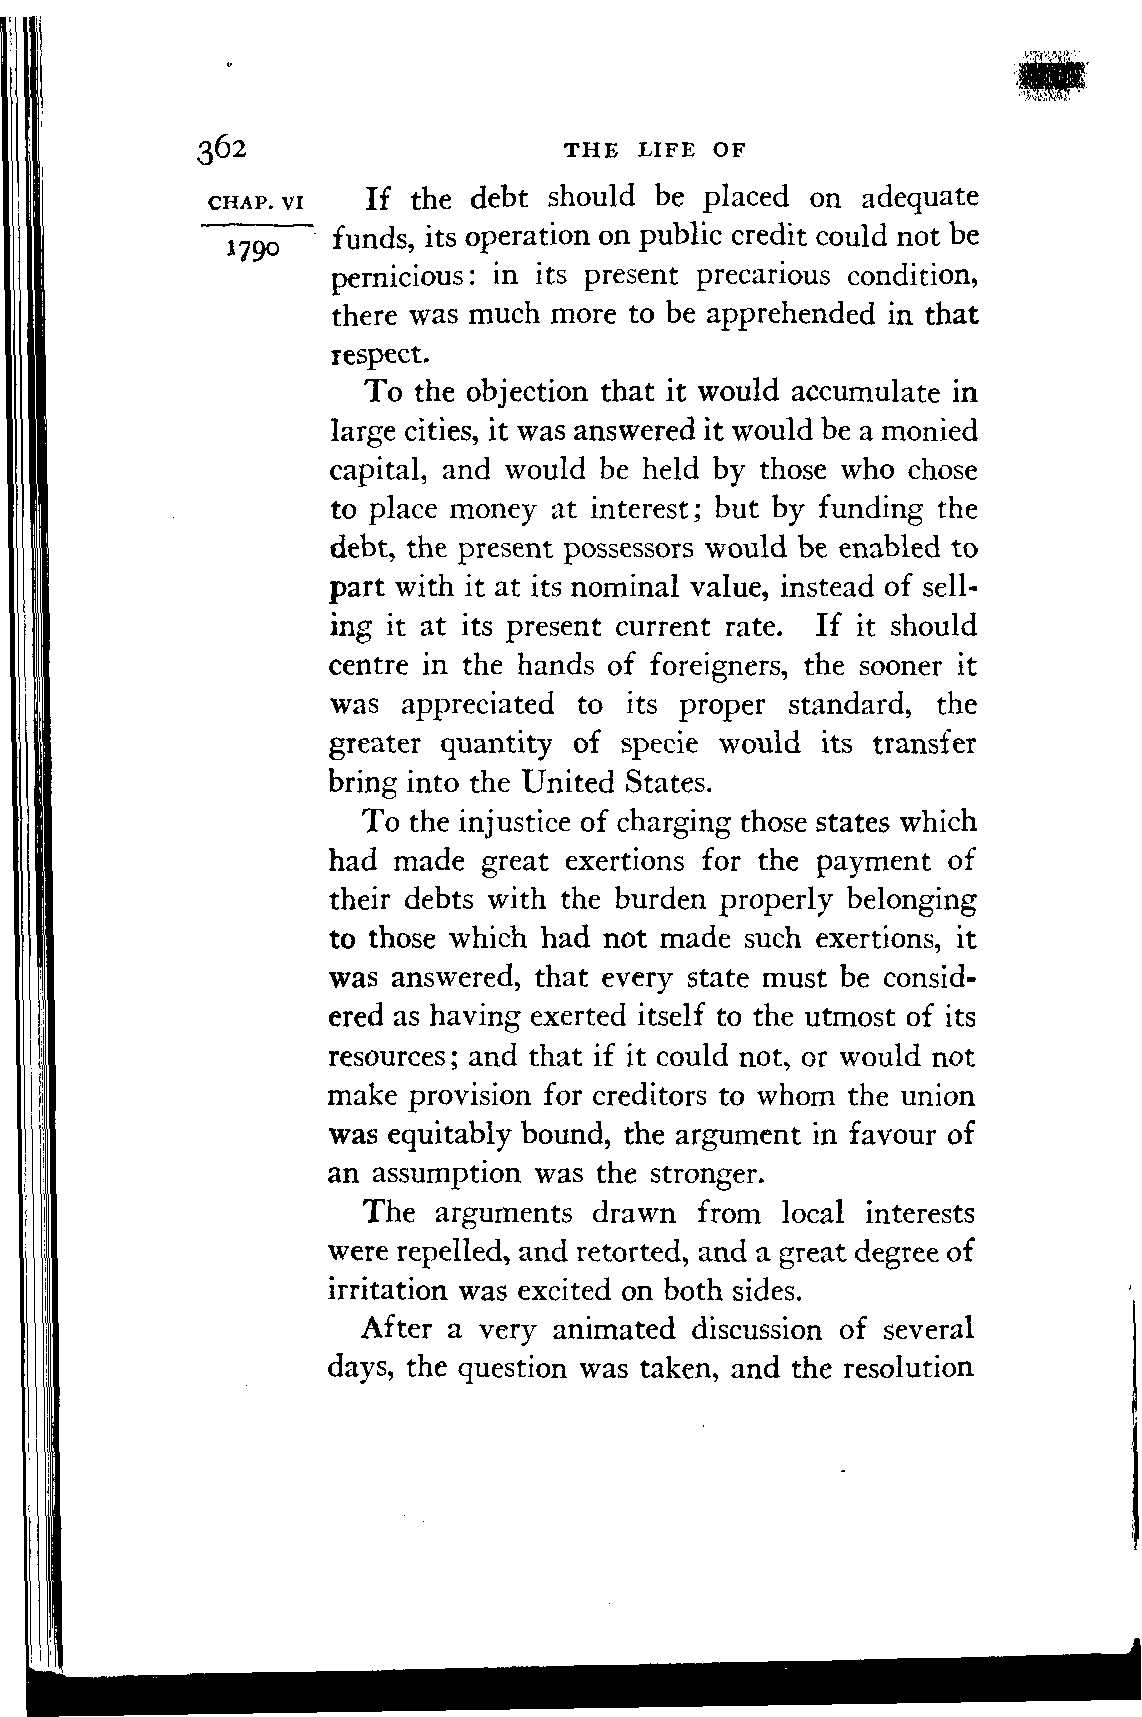 362 THE LIFE OF
CHAP. VI If the debt should be placed on adequate
1790 funds, its operation on public credit could not be
pernicious: in its present precarious condition,
there was much more to be apprehended in that
respect.
To the objection that it would accumulate in
large cities, it was answered it would be a monied
capital, and would be held by those who chose
to place money at interest; but by funding the
debt, the present possessors would be enabled to
part with it at its nominal value, instead of sell-
ing it at its present current rate. If it should
centre in the hands of foreigners, the sooner it
was appreciated to its proper standard, the
greater quantity of specie would its transfer
bring into the United States.
To the injustice of charging those states which
had made great exertions for the payment of
their debts with the burden properly belonging
to those which had not made such exertions, it
was answered, that every state must be consid-
ered as having exerted itself to the utmost of its
resources; and that if it could not, or would not
make provision for creditors to whom the union
was equitably bound, the argument in favour of
an assumption was the stronger.
The arguments drawn from local interests
were repelled, and retorted, and a great degree of
irritation was excited on both sides.
After a very animated discussion of several
days, the question was taken, and the resolution